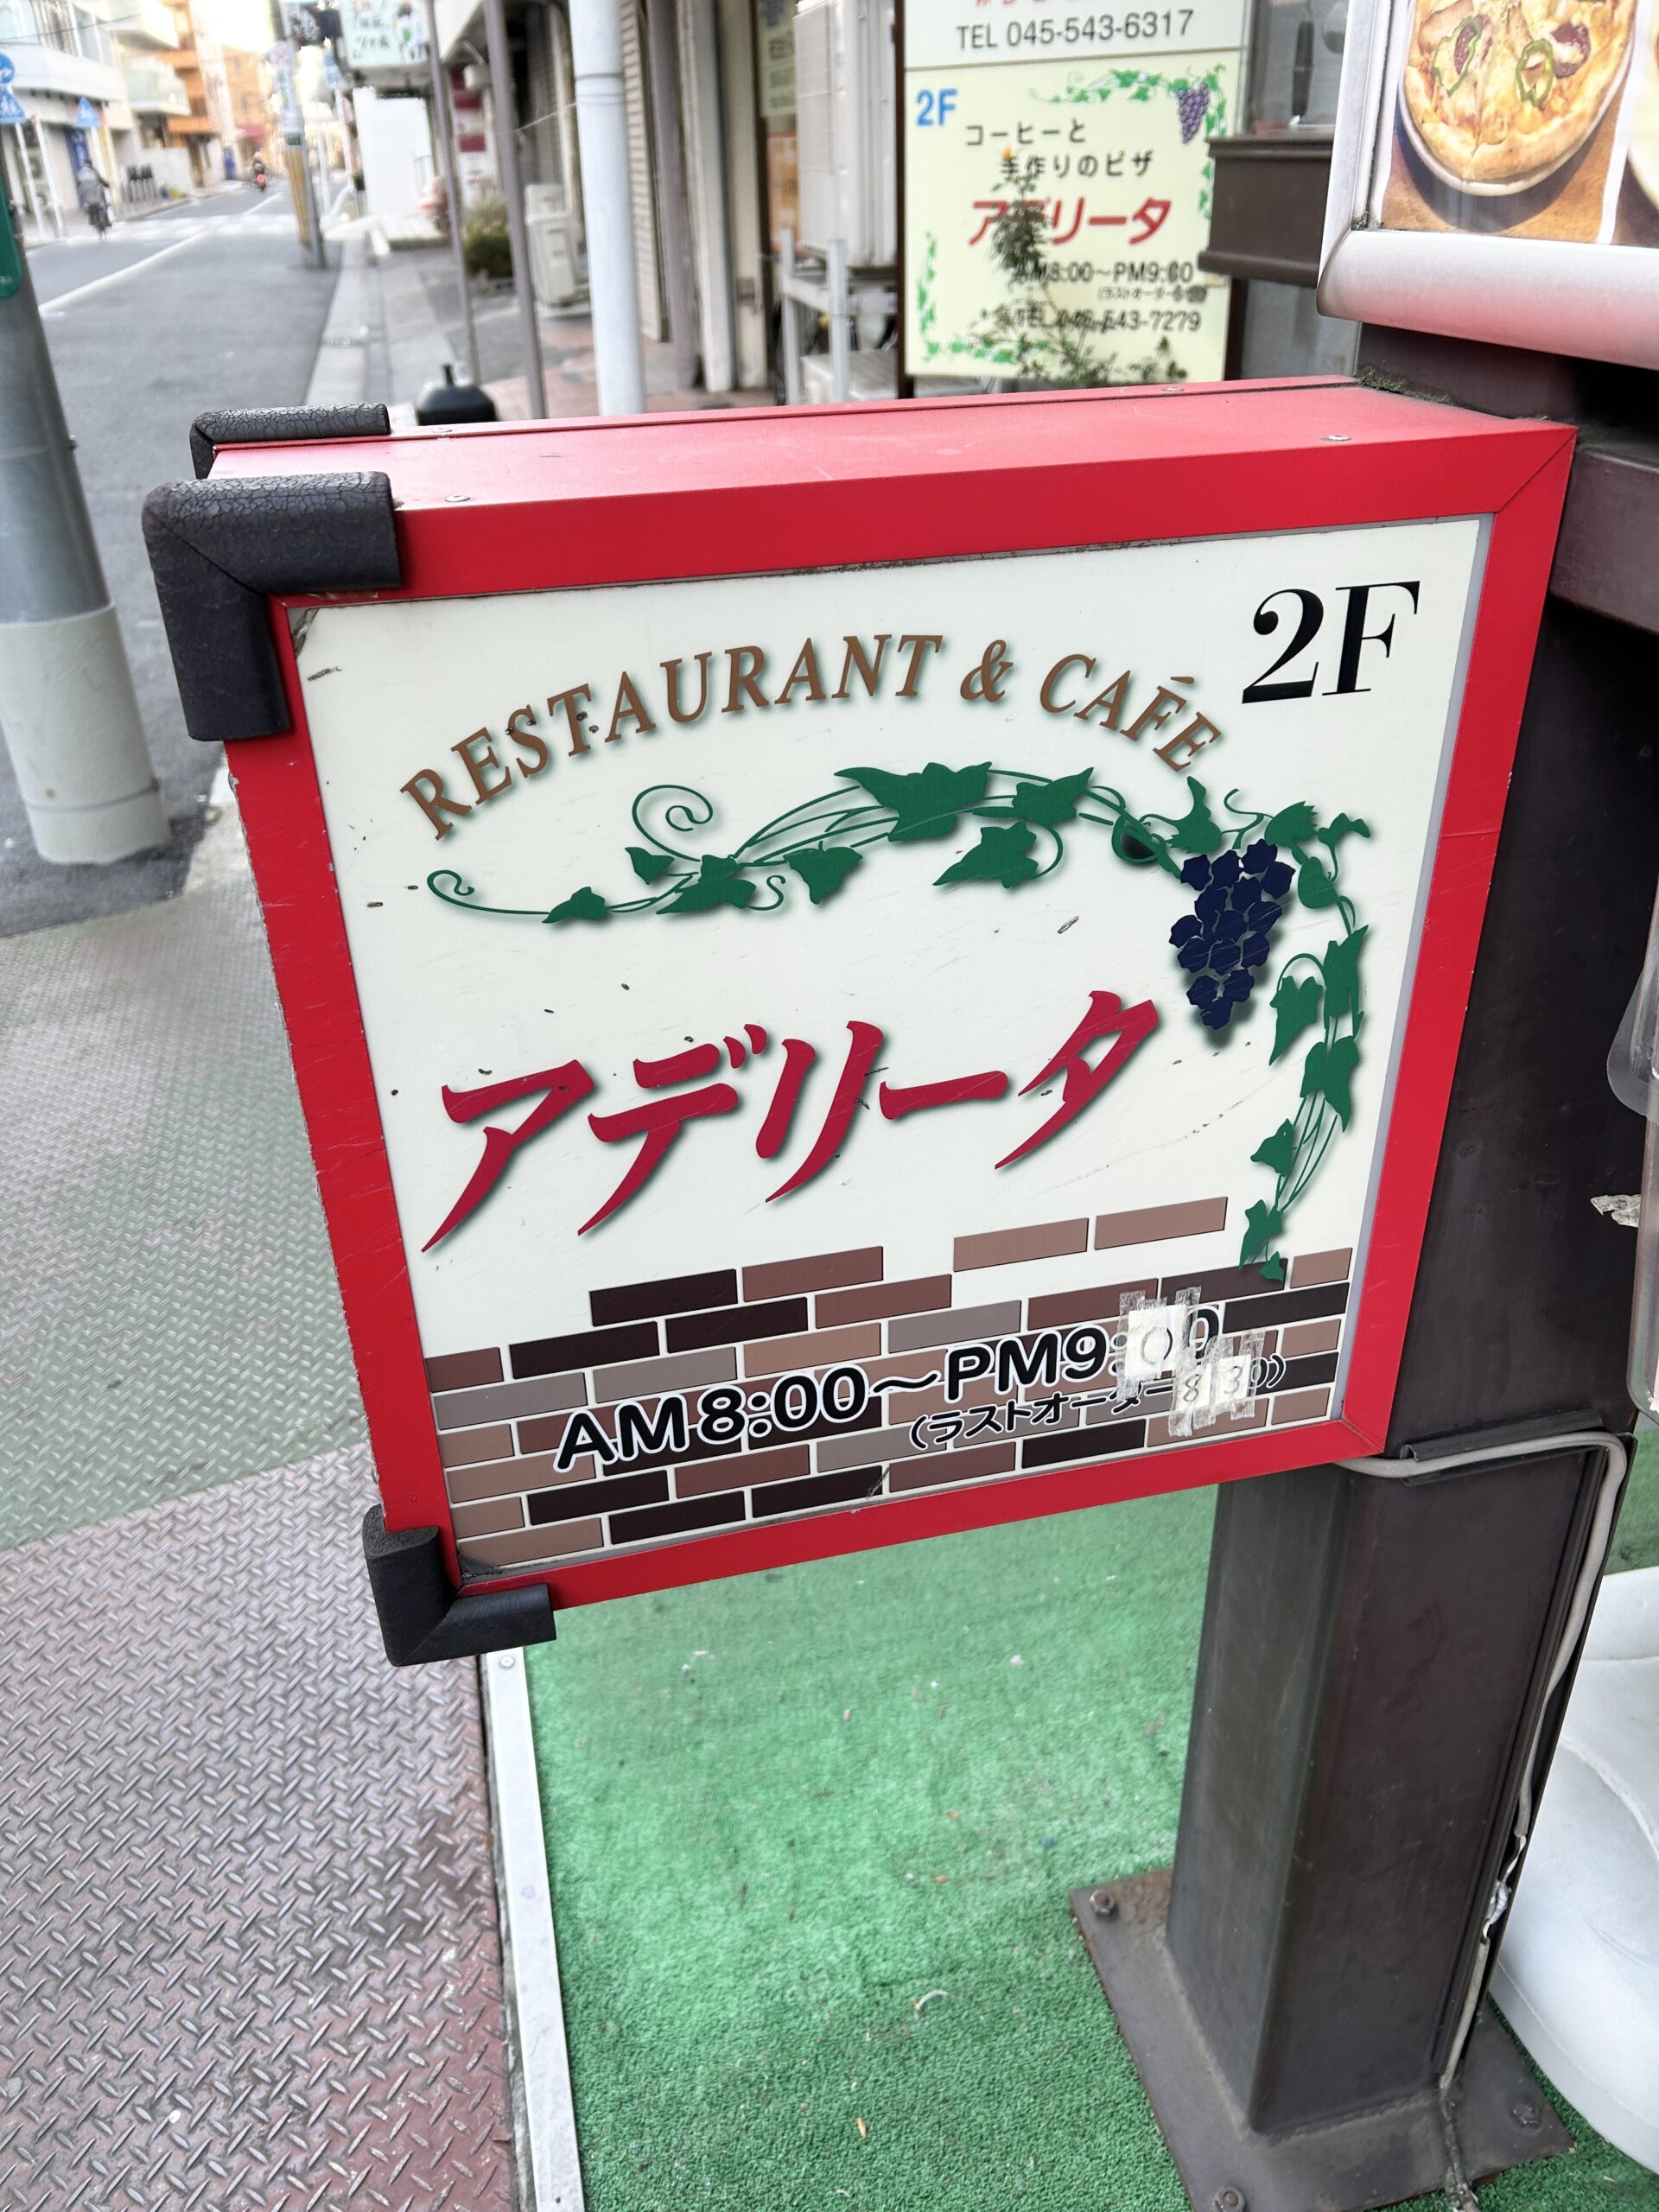 TEL 045-543-6317
2F
コーヒーと
手作りのピザ
アデリータ
AM8:00～PM9:00
TEL 045-543-7279
2F
RESTAURANT & CAFE
アデリータ
AM8:00～PM9:00
(ラストオーダー8:30)